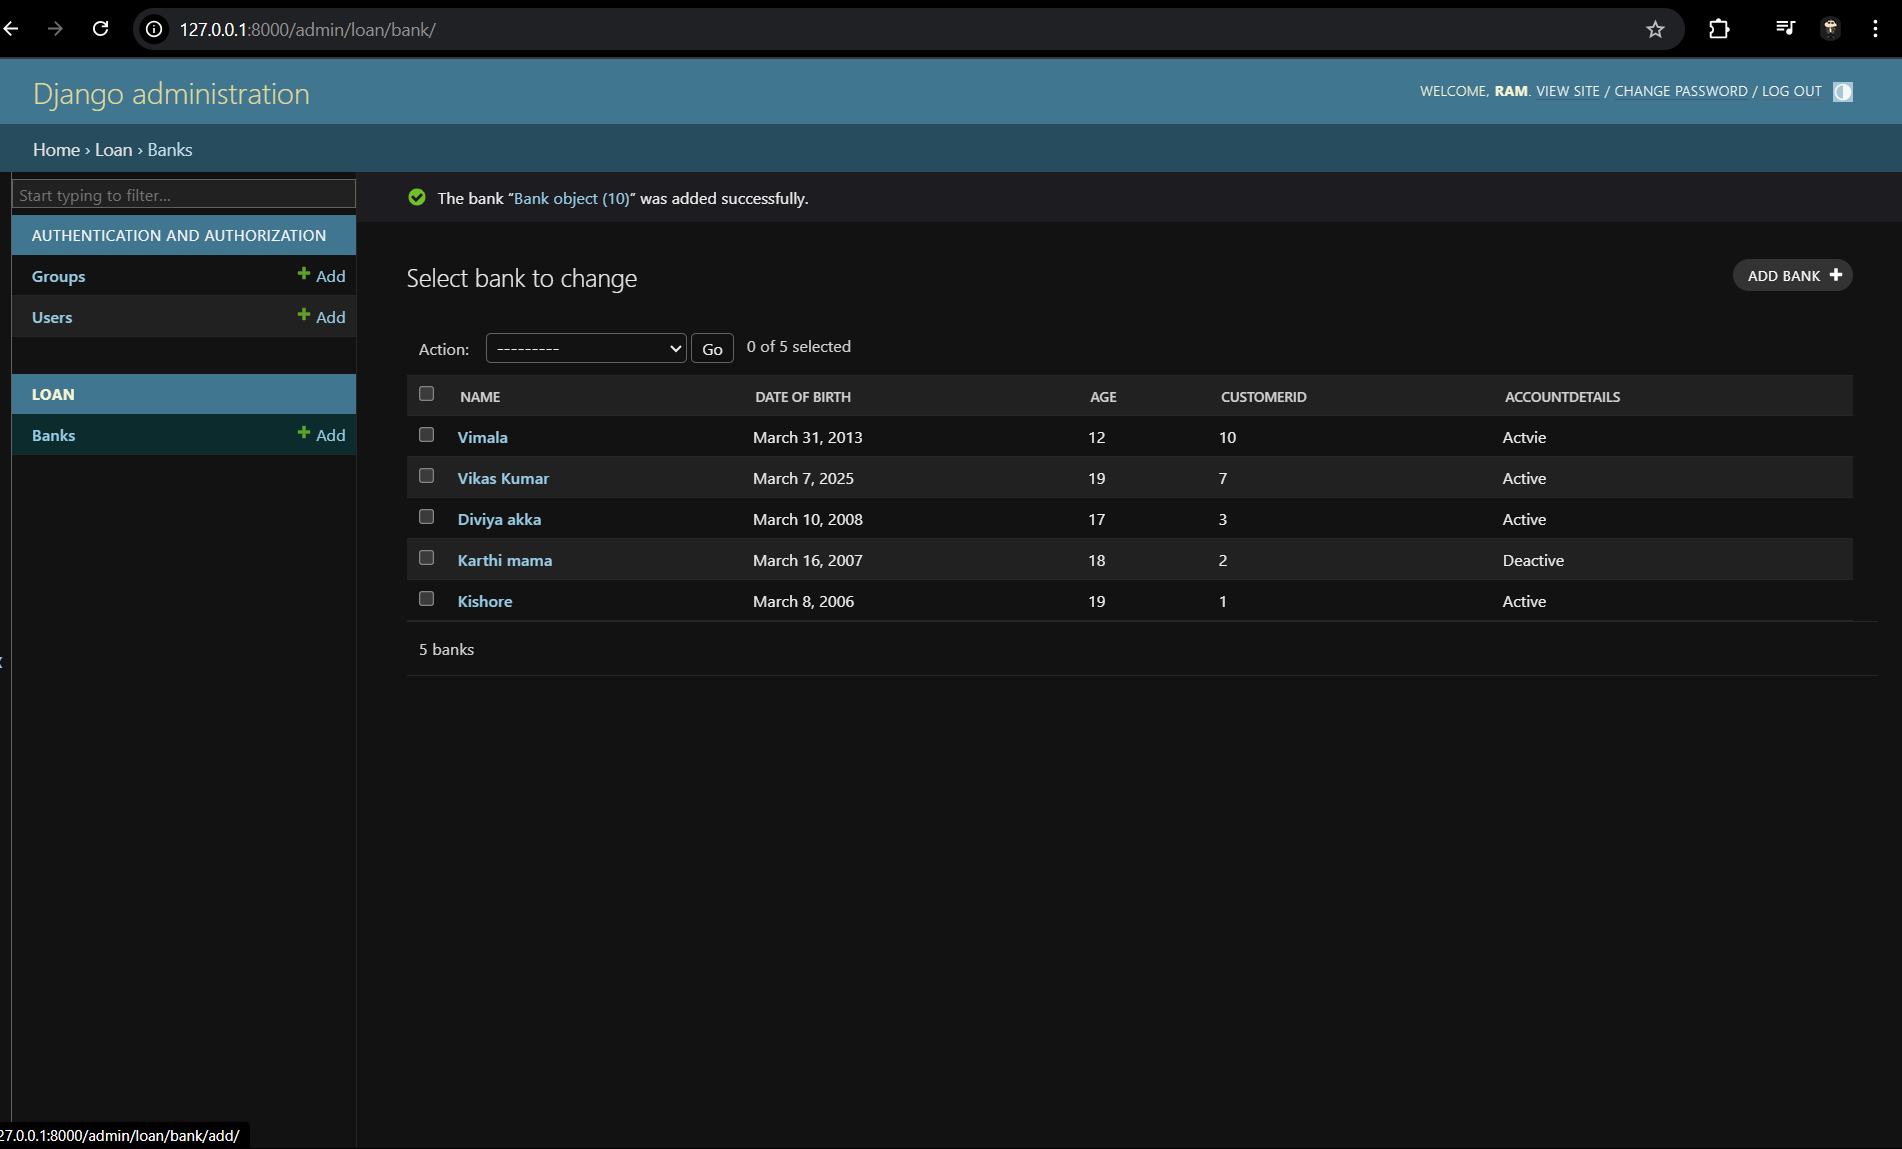 127.0.0.1:8000/admin/loan/bank/
Django administration
WELCOME, RAM. VIEW SITE / CHANGE PASSWORD / LOG OUT
Home › Loan › Banks
Start typing to filter...
AUTHENTICATION AND AUTHORIZATION
Groups Add
Users Add
LOAN
Banks Add
The bank “Bank object (10)” was added successfully.
Select bank to change
ADD BANK
Action: --------- Go 0 of 5 selected
NAME DATE OF BIRTH AGE CUSTOMERID ACCOUNTDETAILS
Vimala March 31, 2013 12 10 Actvie
Vikas Kumar March 7, 2025 19 7 Active
Diviya akka March 10, 2008 17 3 Active
Karthi mama March 16, 2007 18 2 Deactive
Kishore March 8, 2006 19 1 Active
5 banks
27.0.0.1:8000/admin/loan/bank/add/